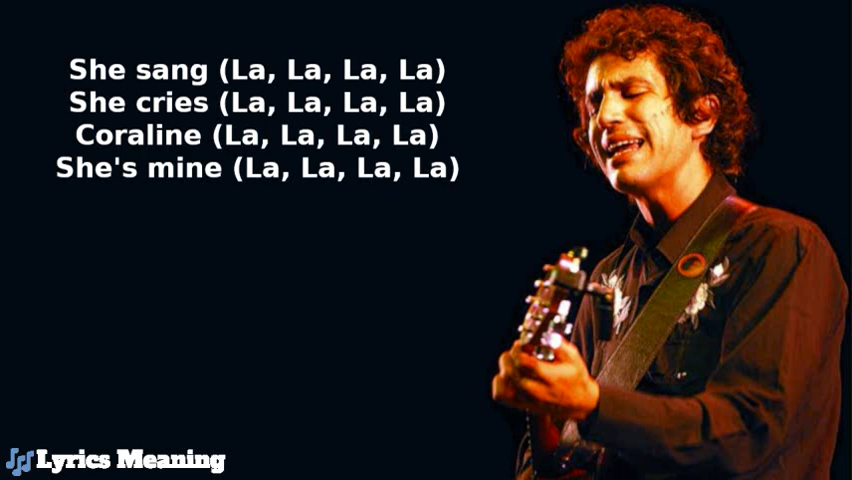 She sang (La, La, La, La)
She cries (La, La, La, La)
Coraline (La, La, La, La)
She's mine (La, La, La, La)
Lyrics Meaning